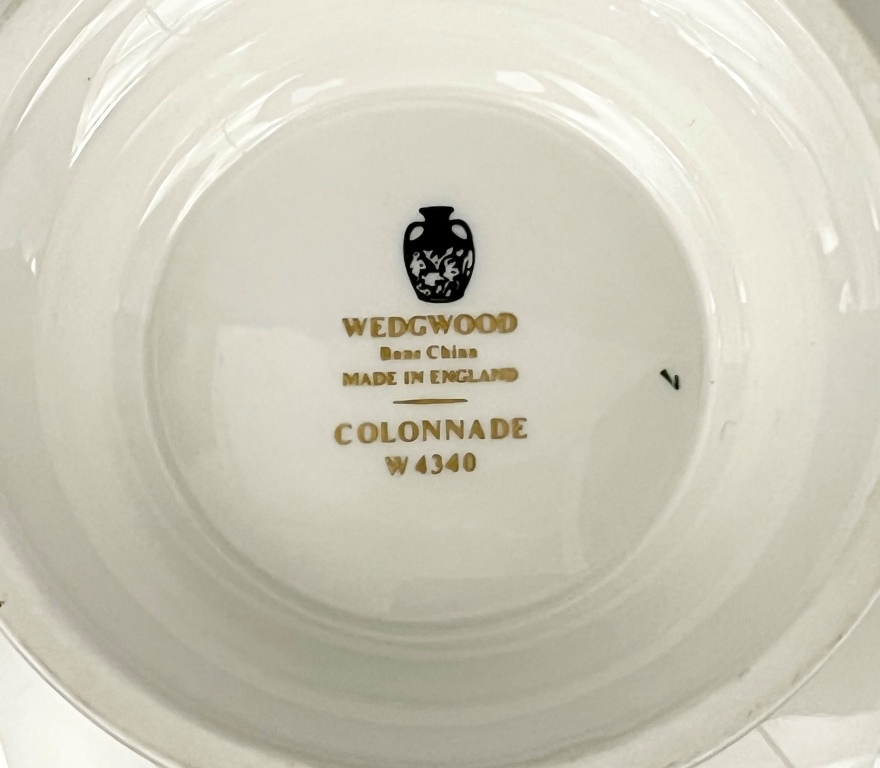 WEDGWOOD
Bone China
MADE IN ENGLAND
COLONNADE
W 4340